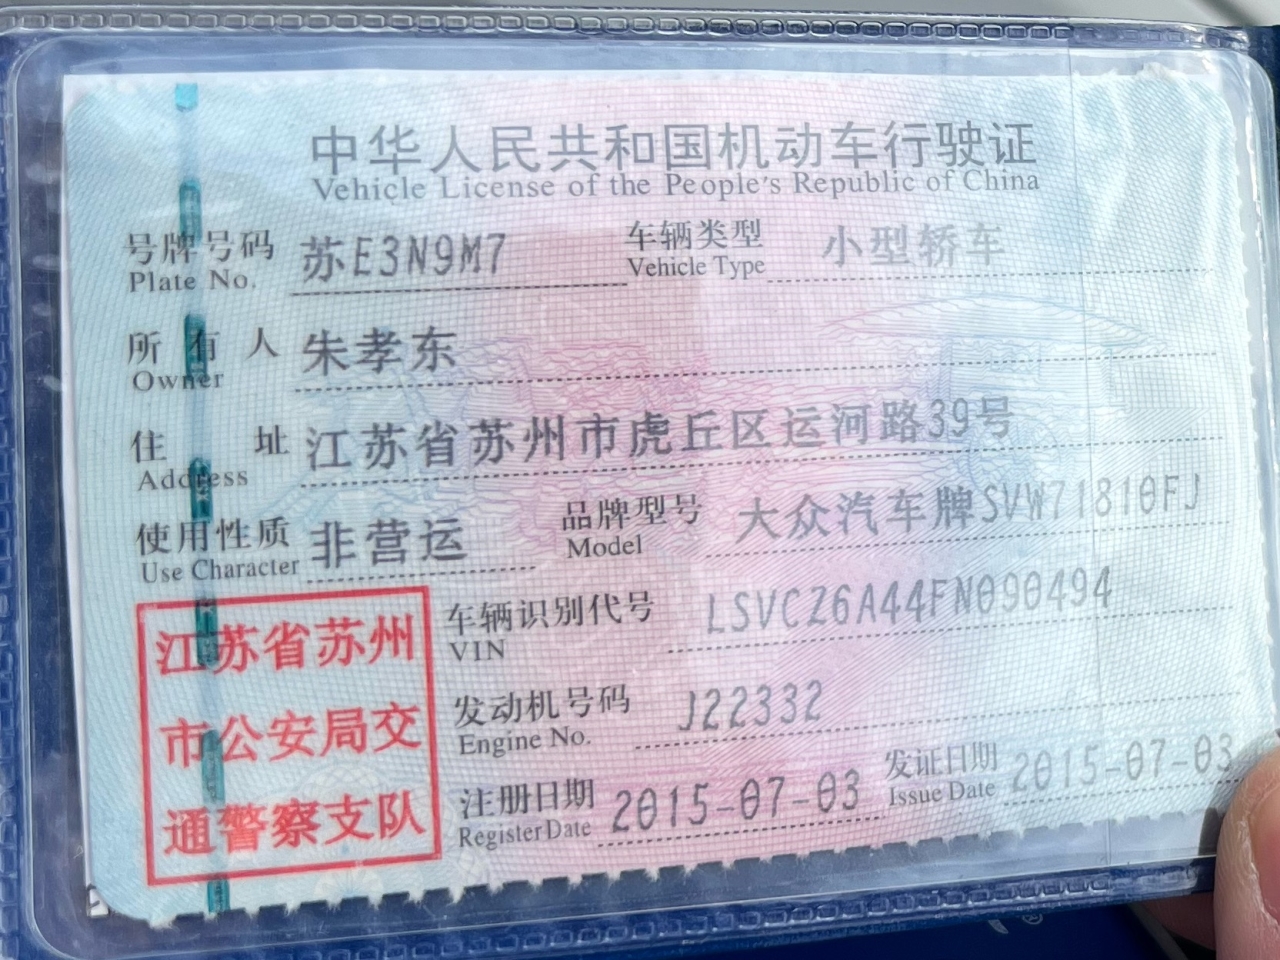 中华人民共和国机动车行驶证
Vehicle License of the People's Republic of China
号牌号码 苏E3N9M7 车辆类型 小型轿车
Plate No. Vehicle Type
所有人 朱孝东
Owner
住址 江苏省苏州市虎丘区运河路39号
Address
使用性质 非营运 品牌型号 大众汽车牌SVW71810FJ
Use Character Model
江苏省苏州
市公安局交
通警察支队
车辆识别代号 LSVCZ6A44FN090494
VIN
发动机号码 J22332
Engine No.
注册日期 2015-07-03 发证日期 2015-07-03
Register Date Issue Date